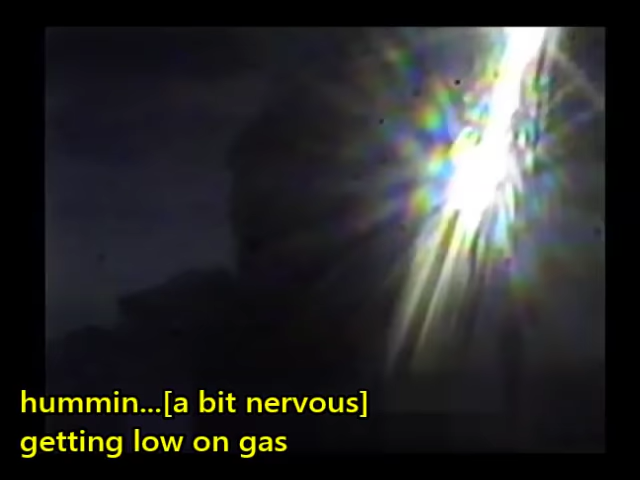 hummin...[a bit nervous]
getting low on gas